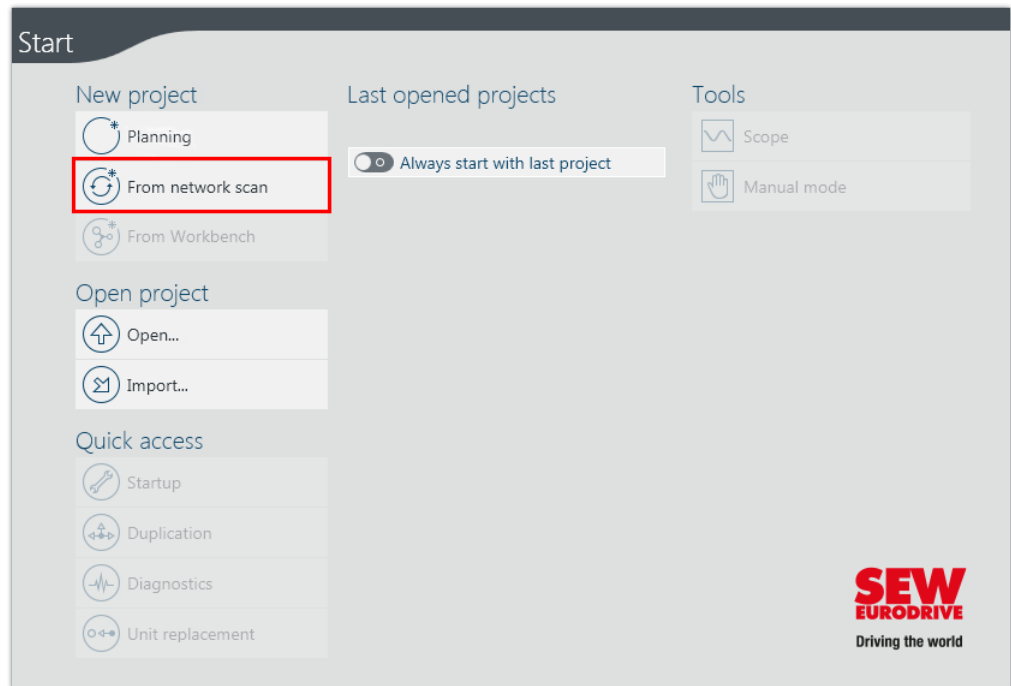 Start
New project
Planning
From network scan
From Workbench
Open project
Open...
Import...
Quick access
Startup
Duplication
Diagnostics
Unit replacement
Last opened projects
Always start with last project
Tools
Scope
Manual mode
SEW
EURODRIVE
Driving the world